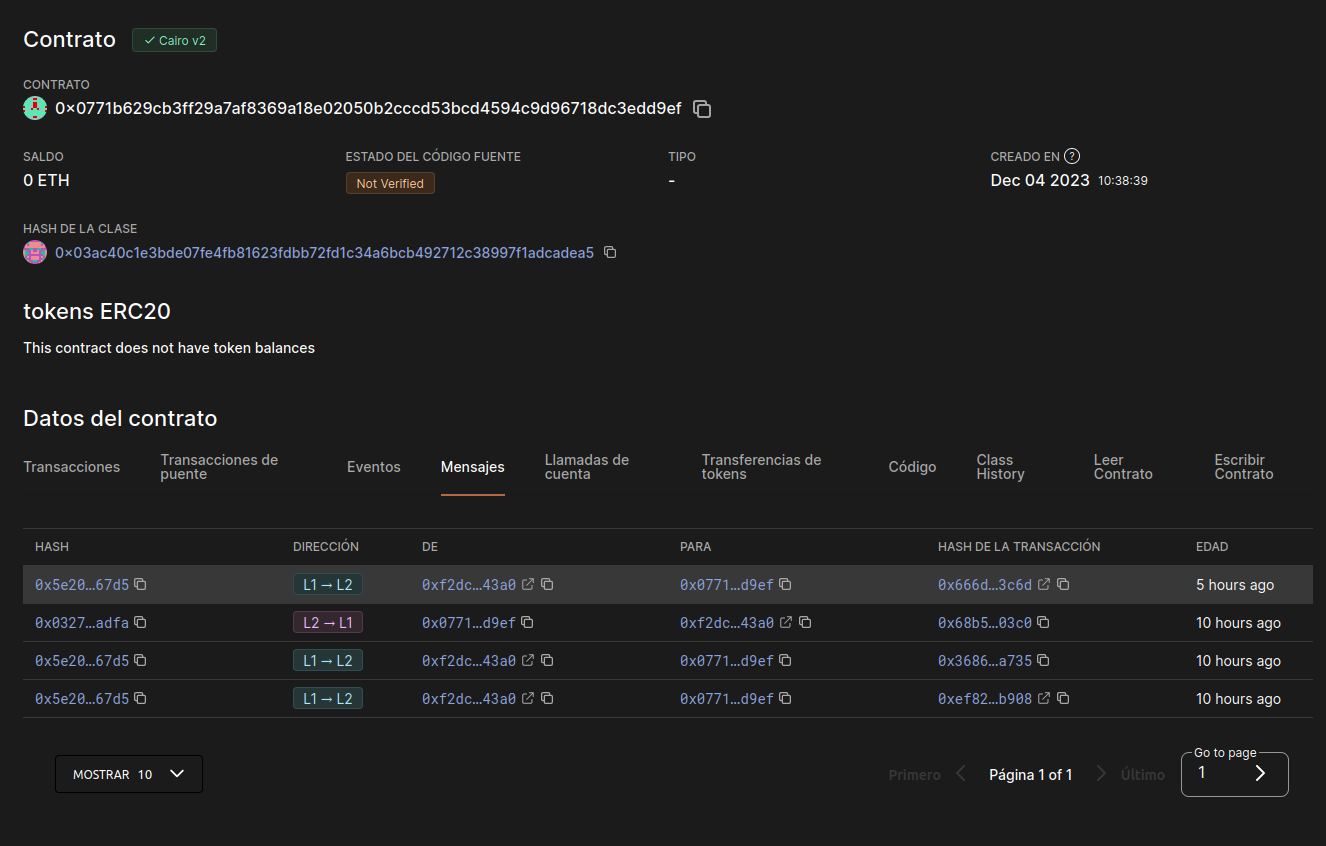 Contrato Cairo v2
CONTRATO
0x0771b629cb3ff29a7af8369a18e02050b2cccd53bcd4594c9d96718dc3edd9ef
SALDO ESTADO DEL CÓDIGO FUENTE TIPO CREADO EN ?
0 ETH Not Verified - Dec 04 2023 10:38:39
HASH DE LA CLASE
0x03ac40c1e3bde07fe4fb81623fdbb72fd1c34a6bcb492712c38997f1adcadea5
tokens ERC20
This contract does not have token balances
Datos del contrato
Transacciones Transacciones de puente Eventos Mensajes Llamadas de cuenta Transferencias de tokens Código Class History Leer Contrato Escribir Contrato
HASH DIRECCIÓN DE PARA HASH DE LA TRANSACCIÓN EDAD
0x5e20…67d5 L1→L2 0xf2dc…43a0 0x0771…d9ef 0x666d…3c6d 5 hours ago
0x0327…adfa L2→L1 0x0771…d9ef 0xf2dc…43a0 0x68b5…03c0 10 hours ago
0x5e20…67d5 L1→L2 0xf2dc…43a0 0x0771…d9ef 0x3686…a735 10 hours ago
0x5e20…67d5 L1→L2 0xf2dc…43a0 0x0771…d9ef 0xef82…b908 10 hours ago
MOSTRAR 10 Primero Página 1 of 1 Último Go to page 1